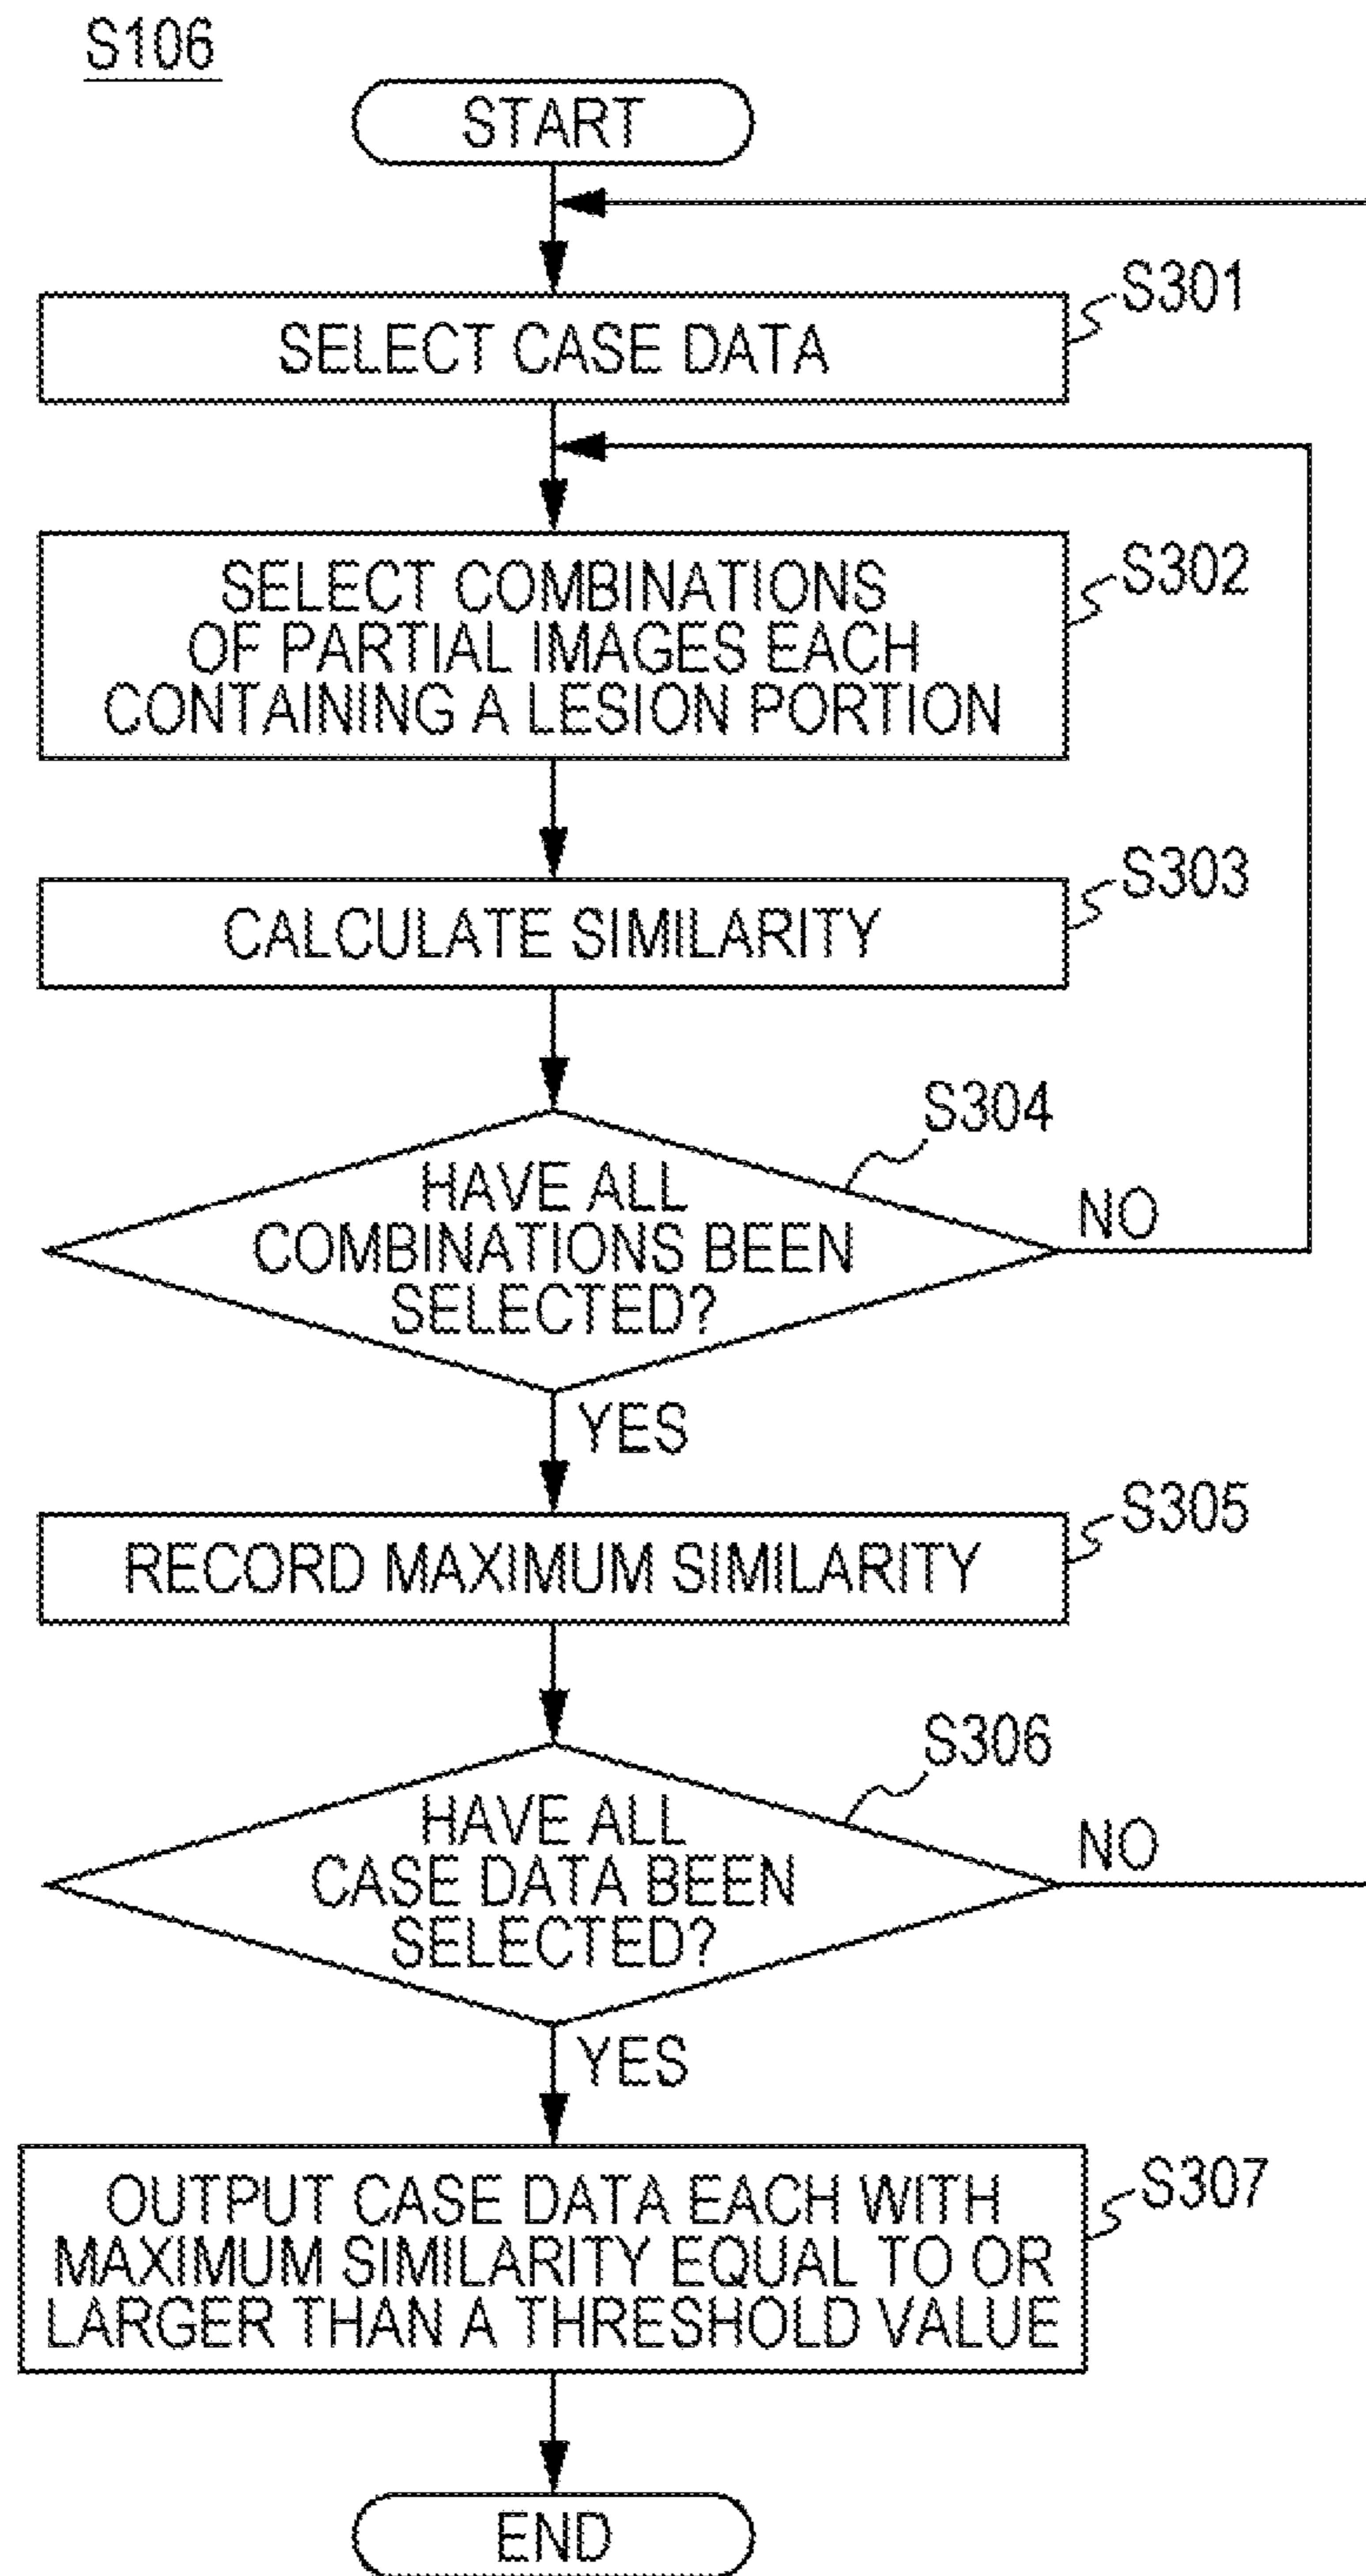 S106
START
S301
SELECT CASE DATA
S302
SELECT COMBINATIONS
OF PARTIAL IMAGES EACH
CONTAINING A LESION PORTION
S303
CALCULATE SIMILARITY
S304
HAVE ALL
COMBINATIONS BEEN
SELECTED?
NO
YES
S305
RECORD MAXIMUM SIMILARITY
S306
HAVE ALL
CASE DATA BEEN
SELECTED?
NO
YES
S307
OUTPUT CASE DATA EACH WITH
MAXIMUM SIMILARITY EQUAL TO OR
LARGER THAN A THRESHOLD VALUE
END